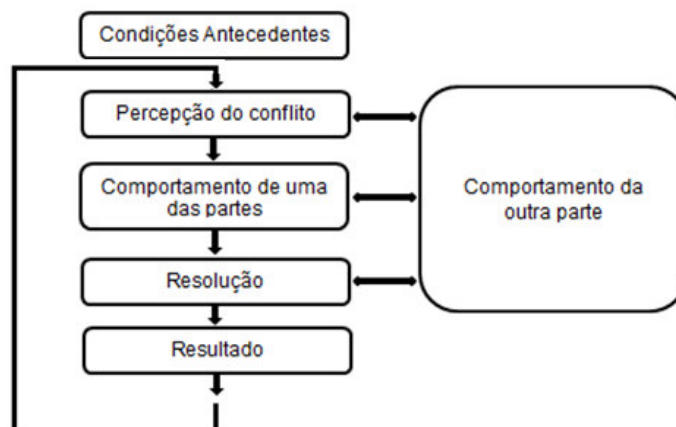 Condições Antecedentes
Percepção do conflito
Comportamento de uma
das partes
Comportamento da
outra parte
Resolução
Resultado